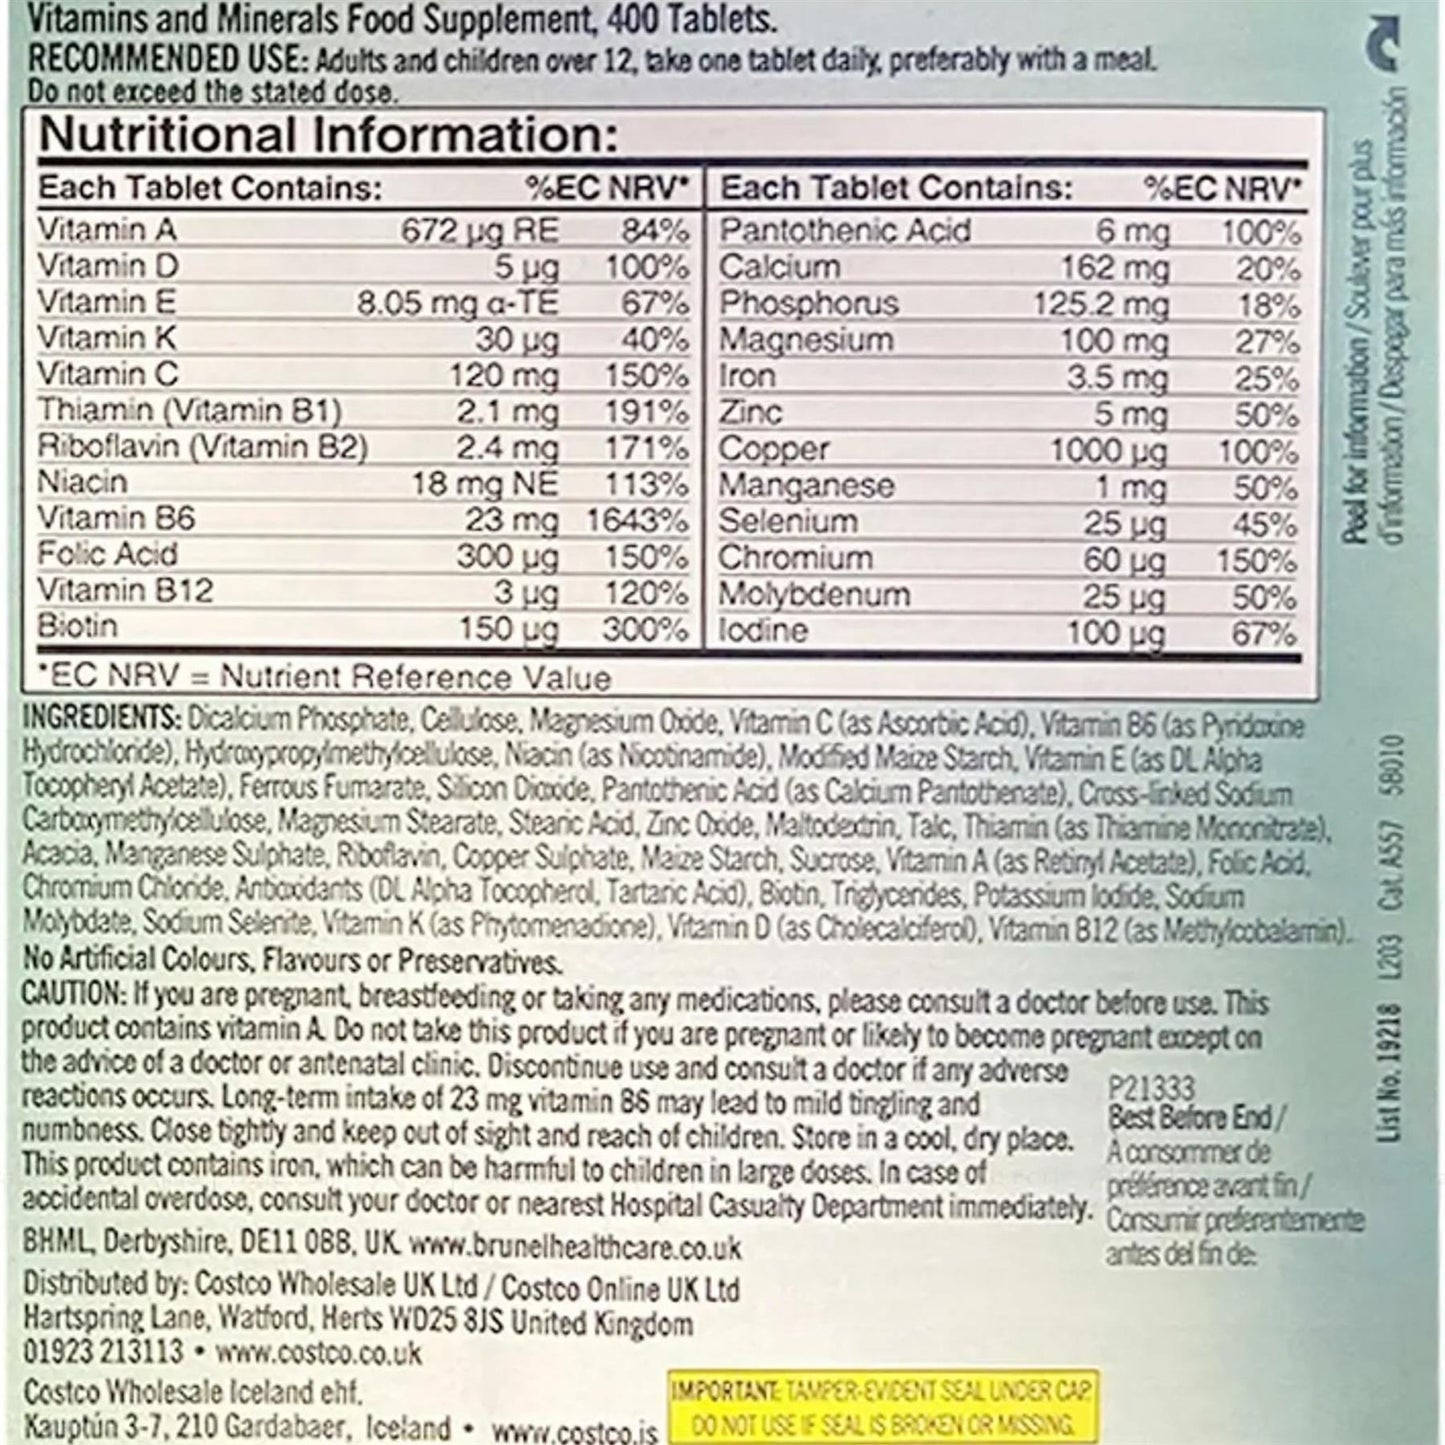 Vitamins and Minerals Food Supplement, 400 Tablets.
RECOMMENDED USE: Adults and children over 12, take one tablet daily, preferably with a meal.
Do not exceed the stated dose.
Nutritional Information:
Each Tablet Contains: %EC NRV*
Vitamin A 672 µg RE 84%
Vitamin D 5 µg 100%
Vitamin E 8.05 mg α-TE 67%
Vitamin K 30 µg 40%
Vitamin C 120 mg 150%
Thiamin (Vitamin B1) 2.1 mg 191%
Riboflavin (Vitamin B2) 2.4 mg 171%
Niacin 18 mg NE 113%
Vitamin B6 23 mg 1643%
Folic Acid 300 µg 150%
Vitamin B12 3 µg 120%
Biotin 150 µg 300%
Each Tablet Contains: %EC NRV*
Pantothenic Acid 6 mg 100%
Calcium 162 mg 20%
Phosphorus 125.2 mg 18%
Magnesium 100 mg 27%
Iron 3.5 mg 25%
Zinc 5 mg 50%
Copper 1000 µg 100%
Manganese 1 mg 50%
Selenium 25 µg 45%
Chromium 60 µg 150%
Molybdenum 25 µg 50%
Iodine 100 µg 67%
*EC NRV = Nutrient Reference Value
INGREDIENTS: Dicalcium Phosphate, Cellulose, Magnesium Oxide, Vitamin C (as Ascorbic Acid), Vitamin B6 (as Pyridoxine
Hydrochloride), Hydroxypropylmethylcellulose, Niacin (as Nicotinamide), Modified Maize Starch, Vitamin E (as DL Alpha
Tocopheryl Acetate), Ferrous Fumarate, Silicon Dioxide, Pantothenic Acid (as Calcium Pantothenate), Cross-linked Sodium
Carboxymethylcellulose, Magnesium Stearate, Stearic Acid, Zinc Oxide, Maltodextrin, Talc, Thiamin (as Thiamine Mononitrate),
Acacia, Manganese Sulphate, Riboflavin, Copper Sulphate, Maize Starch, Sucrose, Vitamin A (as Retinyl Acetate), Folic Acid,
Chromium Chloride, Antioxidants (DL Alpha Tocopherol, Tartaric Acid), Biotin, Triglycerides, Potassium Iodide, Sodium
Molybdate, Sodium Selenite, Vitamin K (as Phytomenadione), Vitamin D (as Cholecalciferol), Vitamin B12 (as Methylcobalamin).
No Artificial Colours, Flavours or Preservatives.
CAUTION: If you are pregnant, breastfeeding or taking any medications, please consult a doctor before use. This
product contains vitamin A. Do not take this product if you are pregnant or likely to become pregnant except on
the advice of a doctor or antenatal clinic. Discontinue use and consult a doctor if any adverse
reactions occurs. Long-term intake of 23 mg vitamin B6 may lead to mild tingling and
numbness. Close tightly and keep out of sight and reach of children. Store in a cool, dry place.
This product contains iron, which can be harmful to children in large doses. In case of
accidental overdose, consult your doctor or nearest Hospital Casualty Department immediately.
BHML, Derbyshire, DE11 0BB, UK www.brunelhealthcare.co.uk
Distributed by: Costco Wholesale UK Ltd / Costco Online UK Ltd
Hartspring Lane, Watford, Herts WD25 8JS United Kingdom
01923 213113 • www.costco.co.uk
Costco Wholesale Iceland ehf.
Kauptún 3-7, 210 Gardabaer, Iceland • www.costco.is
P21333
Best Before End /
A consommer de
préférence avant fin /
Consumir preferentemente
antes del fin de:
IMPORTANT: TAMPER-EVIDENT SEAL UNDER CAP.
DO NOT USE IF SEAL IS BROKEN OR MISSING.
Peel for information / Soulever pour plus
d'information / Despegar para más información
List No. 19218 L203 Cat. A557 58010